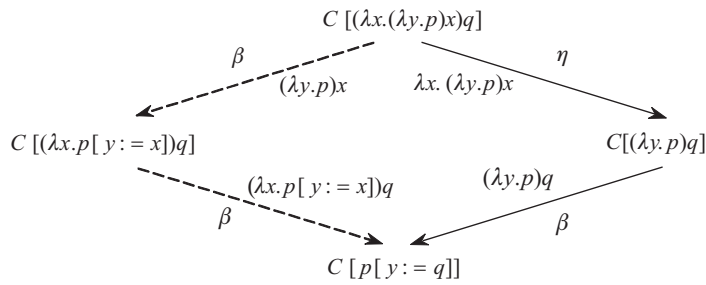 C [(λx.(λy.p)x)q]
β η
(λy.p)x λx. (λy.p)x
C [(λx.p[ y := x])q] C[(λy.p)q]
(λx.p[ y := x])q (λy.p)q
β β
C [p[ y := q]]